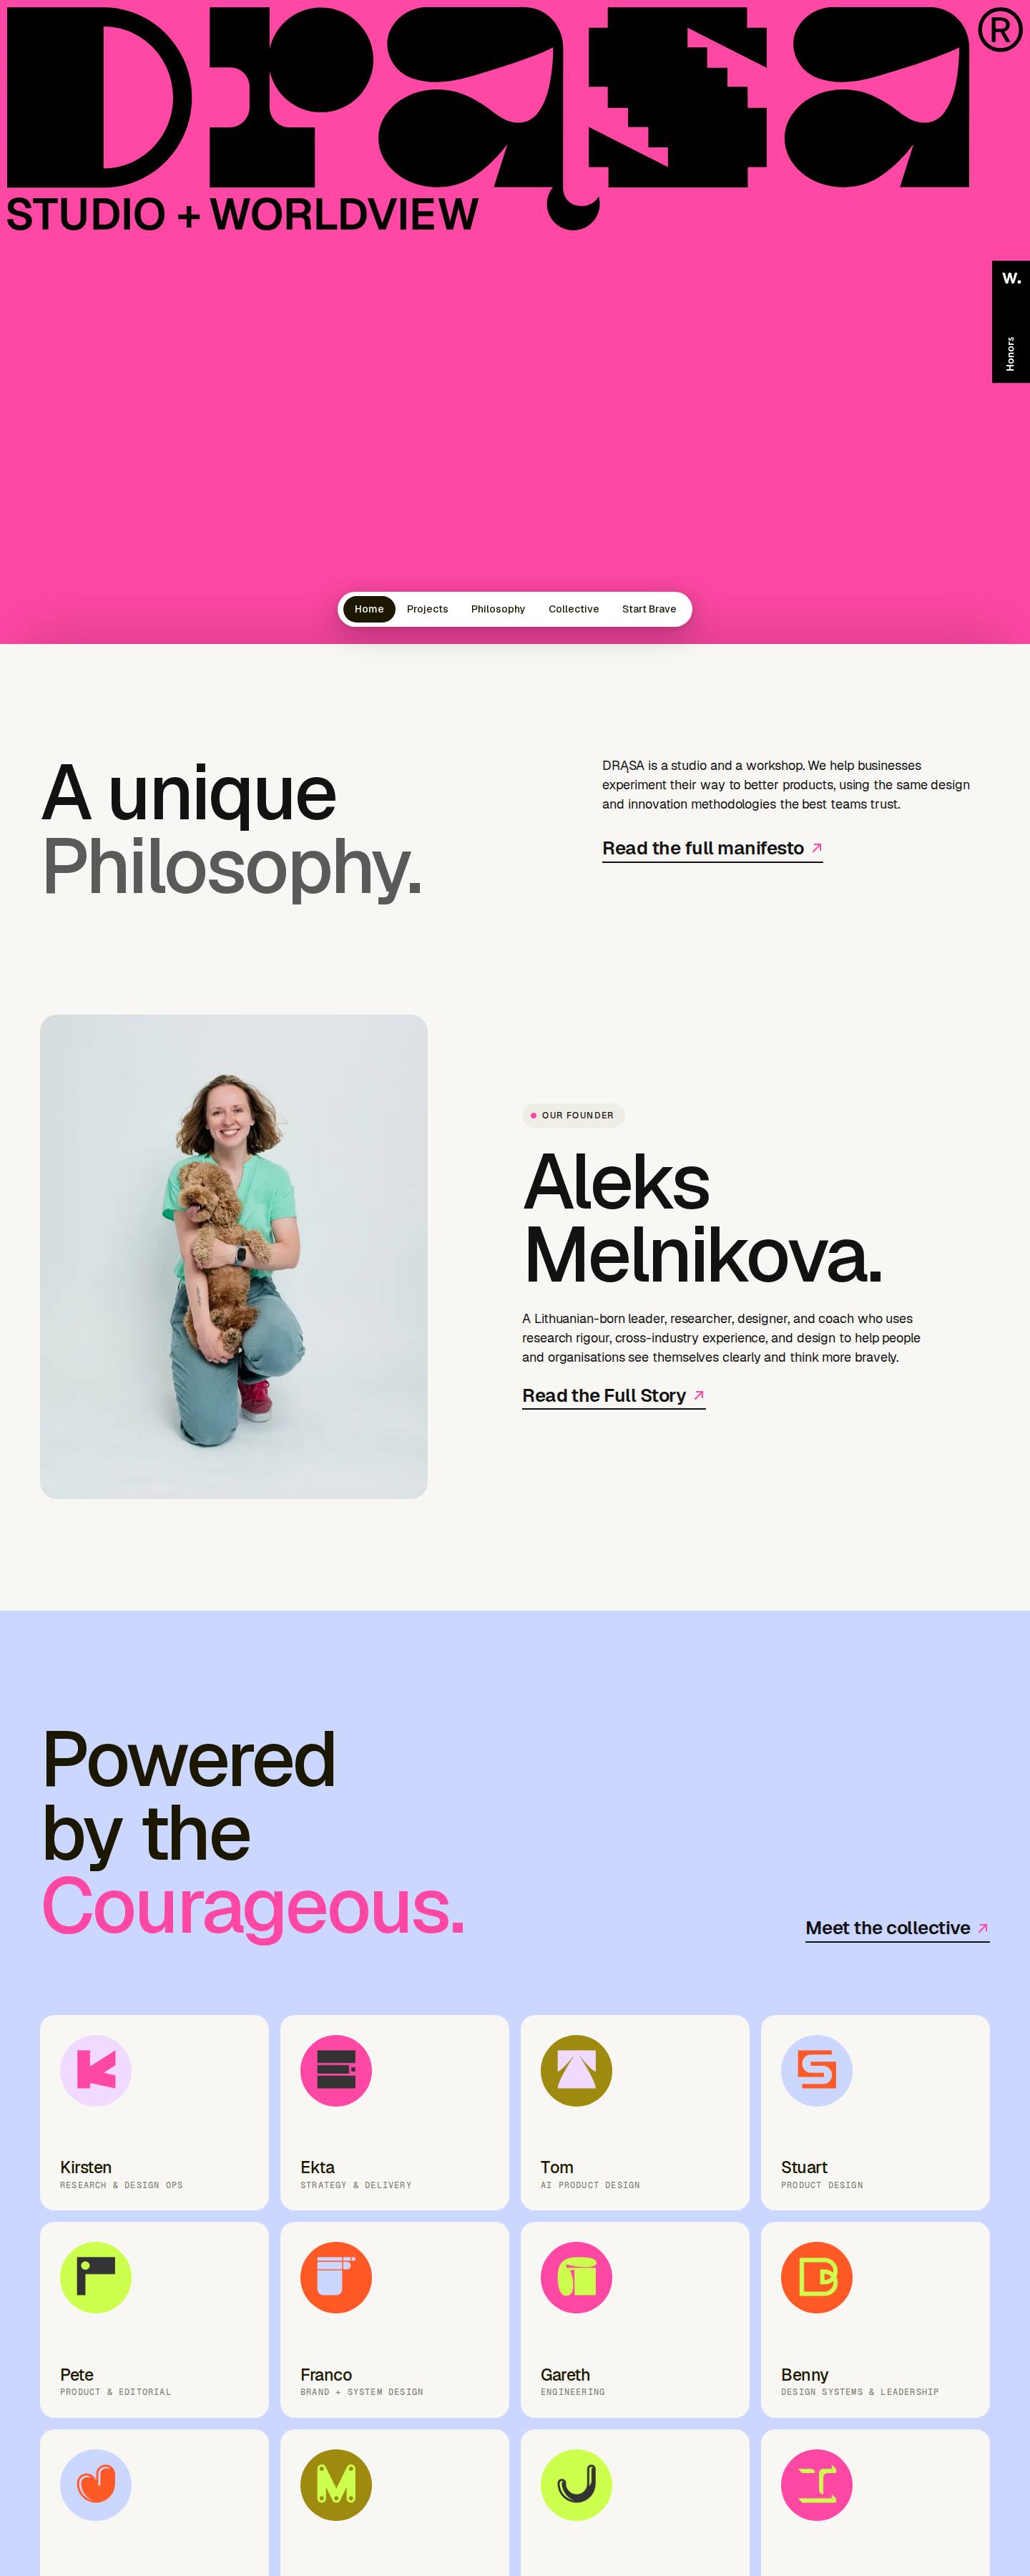 Drąsa ®
STUDIO + WORLDVIEW
W.
Honors
Home Projects Philosophy Collective Start Brave
A unique
Philosophy.
DRĄSA is a studio and a workshop. We help businesses
experiment their way to better products, using the same design
and innovation methodologies the best teams trust.
Read the full manifesto
OUR FOUNDER
Aleks
Melnikova.
A Lithuanian-born leader, researcher, designer, and coach who uses
research rigour, cross-industry experience, and design to help people
and organisations see themselves clearly and think more bravely.
Read the Full Story
Powered
by the
Courageous.
Meet the collective
K
E
T
S
Kirsten
RESEARCH & DESIGN OPS
Ekta
STRATEGY & DELIVERY
Tom
AI PRODUCT DESIGN
Stuart
PRODUCT DESIGN
Pete
PRODUCT & EDITORIAL
Franco
BRAND + SYSTEM DESIGN
Gareth
ENGINEERING
Benny
DESIGN SYSTEMS & LEADERSHIP
M
J
I